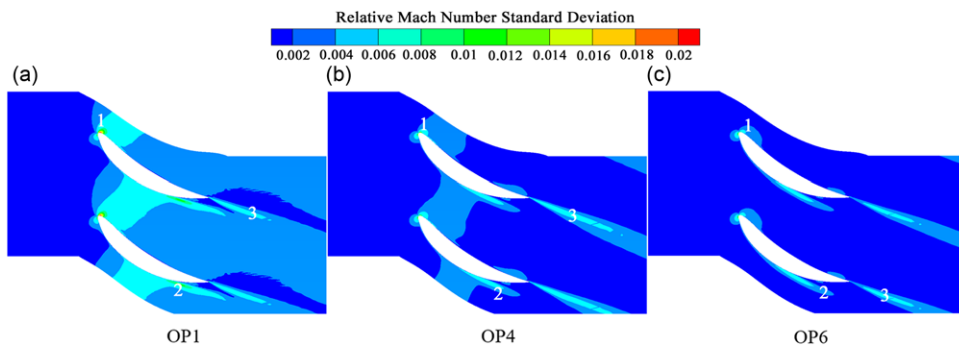 Relative Mach Number Standard Deviation
0.002 0.004 0.006 0.008 0.01 0.012 0.014 0.016 0.018 0.02
(a) (b) (c)
1 1 1
3 3
2 2 2 3
OP1 OP4 OP6